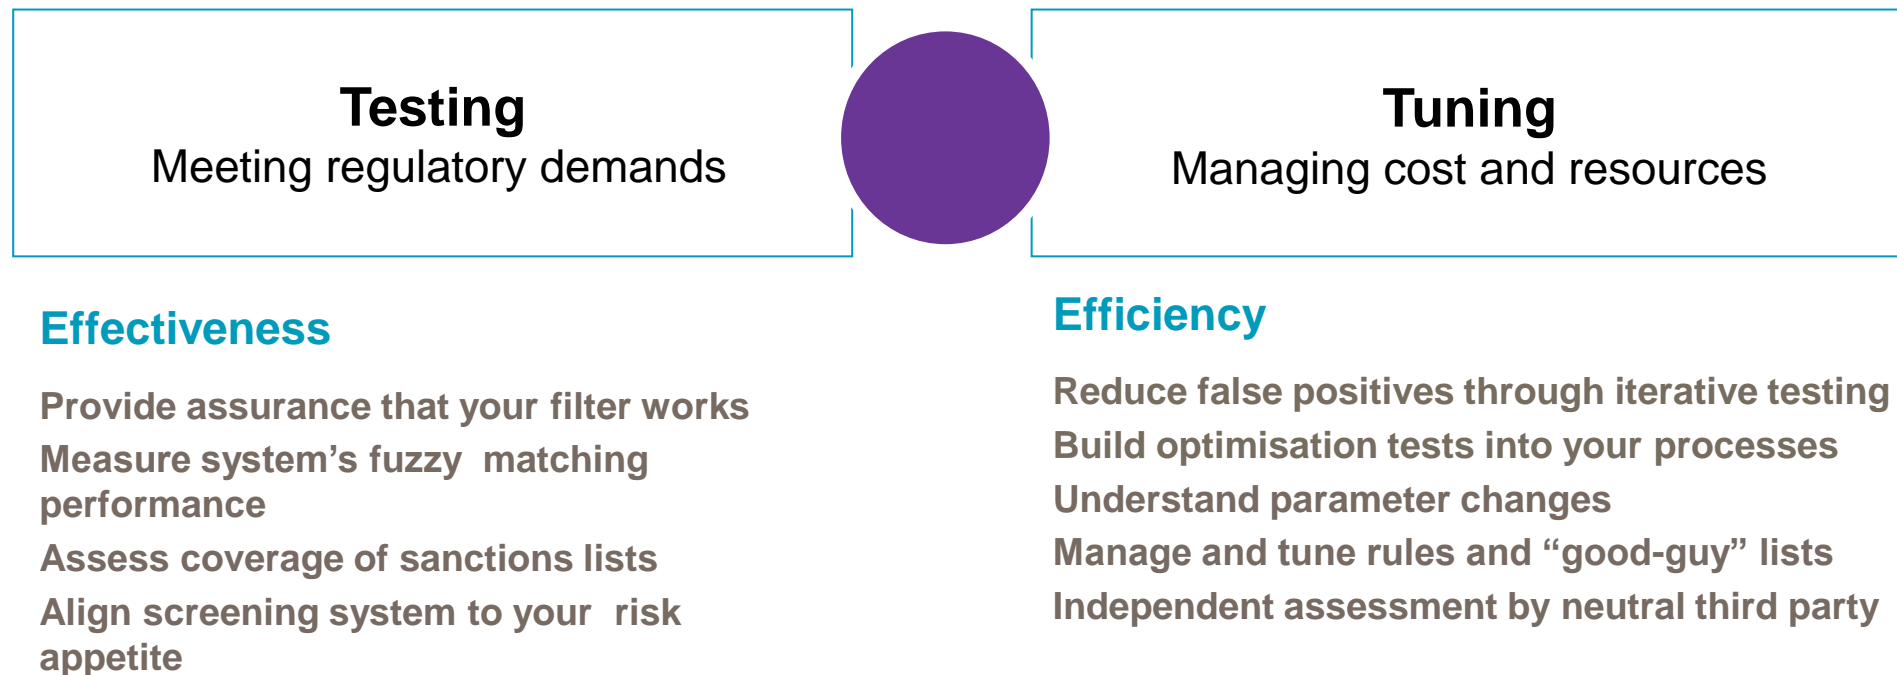 Testing
Meeting regulatory demands
Tuning
Managing cost and resources
Effectiveness
Provide assurance that your filter works
Measure system’s fuzzy  matching
performance
Assess coverage of sanctions lists
Align screening system to your  risk
appetite
Efficiency
Reduce false positives through iterative testing
Build optimisation tests into your processes
Understand parameter changes
Manage and tune rules and “good-guy” lists
Independent assessment by neutral third party